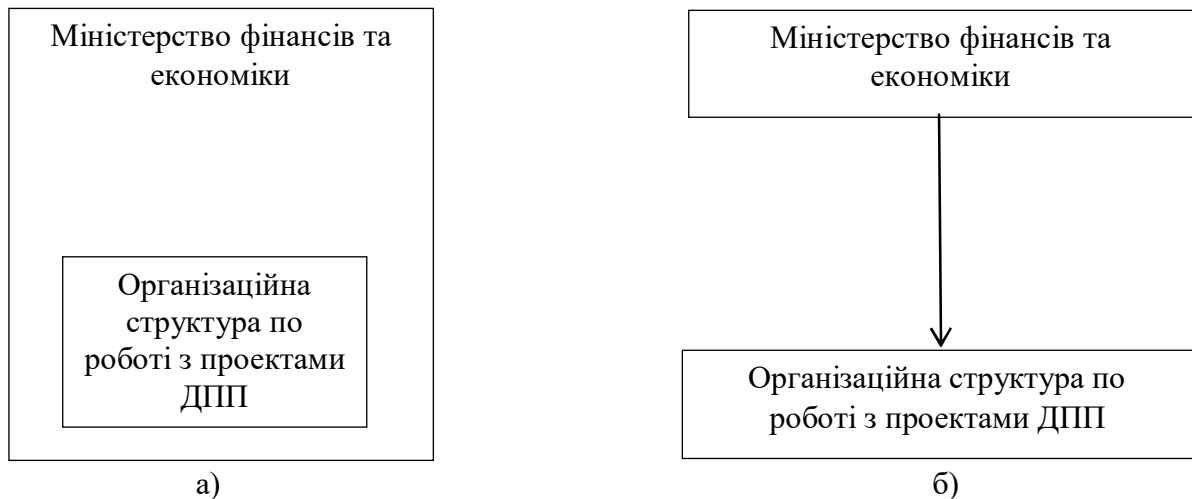 Міністерство фінансів та
економіки
Організаційна
структура по
роботі з проектами
ДПП
а)
Міністерство фінансів та
економіки
Організаційна структура по
роботі з проектами ДПП
б)